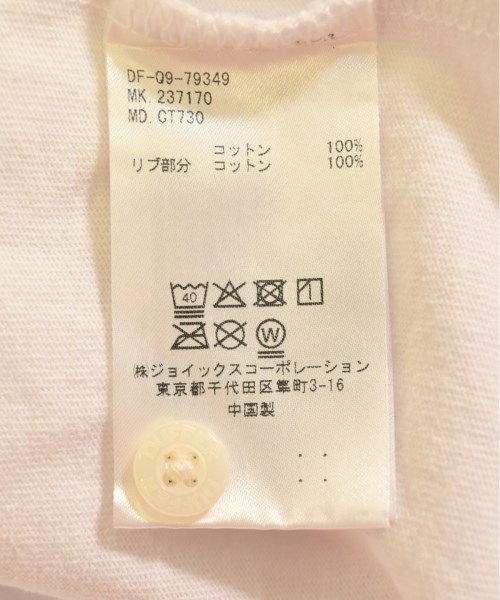 DF-Q9-79349
MK. 237170
MD. CT730
コットン 100%
リブ部分 コットン 100%
40
W
㈱ジョイックスコーポレーション
東京都千代田区隼町3-16
中国製